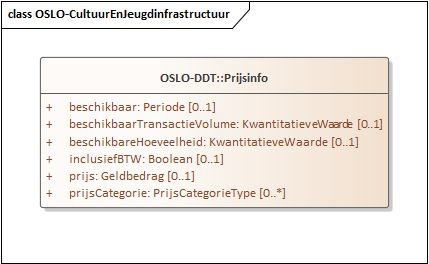 class OSLO-CultuurEnJeugdinfrastructuur
OSLO-DDT::Prijsinfo
+ beschikbaar: Periode [0..1]
+ beschikbaarTransactieVolume: KwantitatieveWaarde [0..1]
+ beschikbareHoeveelheid: KwantitatieveWaarde [0..1]
+ inclusiefBTW: Boolean [0..1]
+ prijs: Geldbedrag [0..1]
+ prijsCategorie: PrijsCategorieType [0..*]